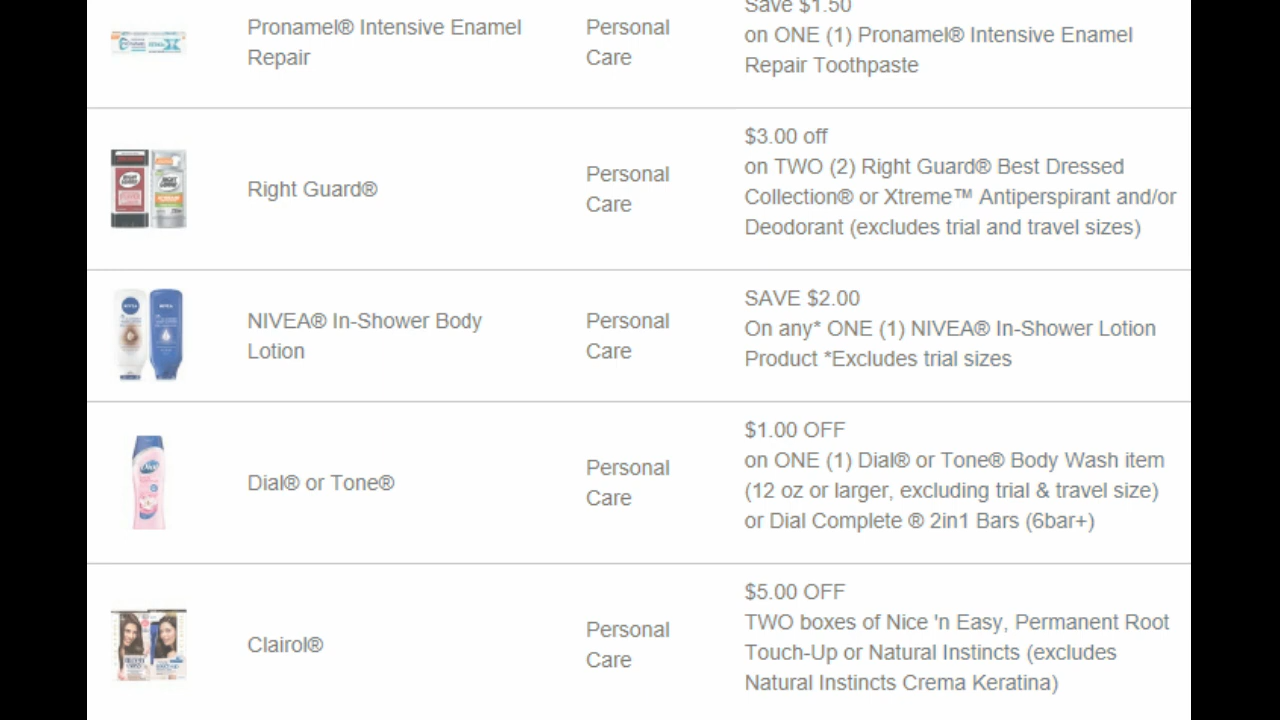 Pronamel® Intensive Enamel
Repair
Personal
Care
Save $1.50
on ONE (1) Pronamel® Intensive Enamel
Repair Toothpaste
Right Guard®
Personal
Care
$3.00 off
on TWO (2) Right Guard® Best Dressed
Collection® or Xtreme™ Antiperspirant and/or
Deodorant (excludes trial and travel sizes)
NIVEA
NIVEA
NIVEA® In-Shower Body
Lotion
Personal
Care
SAVE $2.00
On any* ONE (1) NIVEA® In-Shower Lotion
Product *Excludes trial sizes
Dial
Dial® or Tone®
Personal
Care
$1.00 OFF
on ONE (1) Dial® or Tone® Body Wash item
(12 oz or larger, excluding trial & travel size)
or Dial Complete ® 2in1 Bars (6bar+)
Clairol®
Personal
Care
$5.00 OFF
TWO boxes of Nice 'n Easy, Permanent Root
Touch-Up or Natural Instincts (excludes
Natural Instincts Crema Keratina)